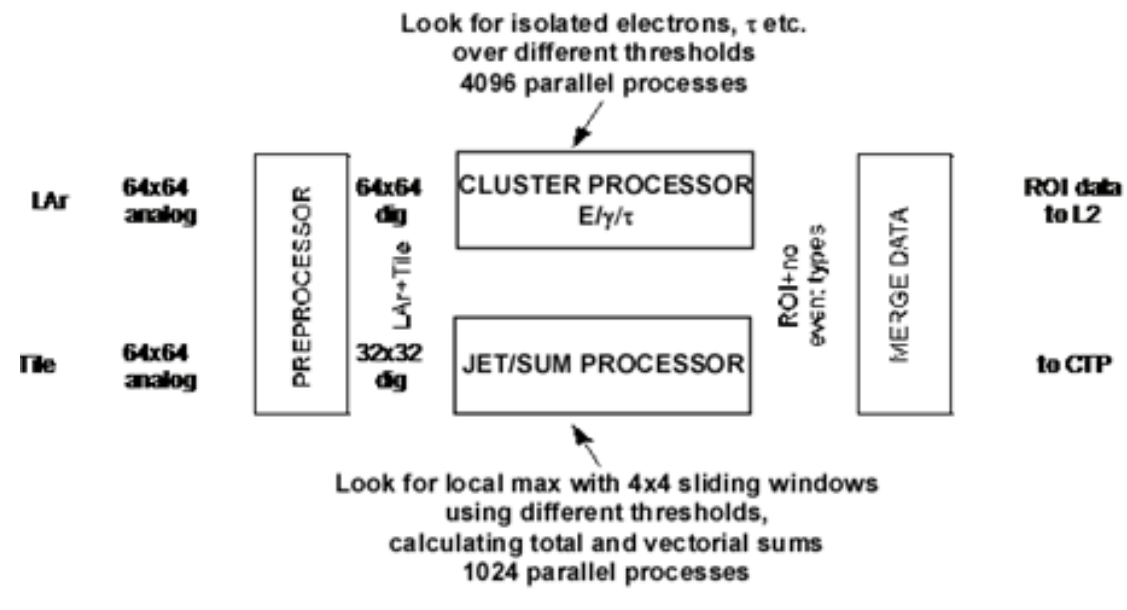 Look for isolated electrons, τ etc.
over different thresholds
4096 parallel processes
LAr
64x64
analog
PREPROCESSOR
64x64
dig
LAr+Tile
CLUSTER PROCESSOR
E/γ/τ
ROI+no
event types
MERGE DATA
ROI data
to L2
Tile
64x64
analog
32x32
dig
JET/SUM PROCESSOR
to CTP
Look for local max with 4x4 sliding windows
using different thresholds,
calculating total and vectorial sums
1024 parallel processes